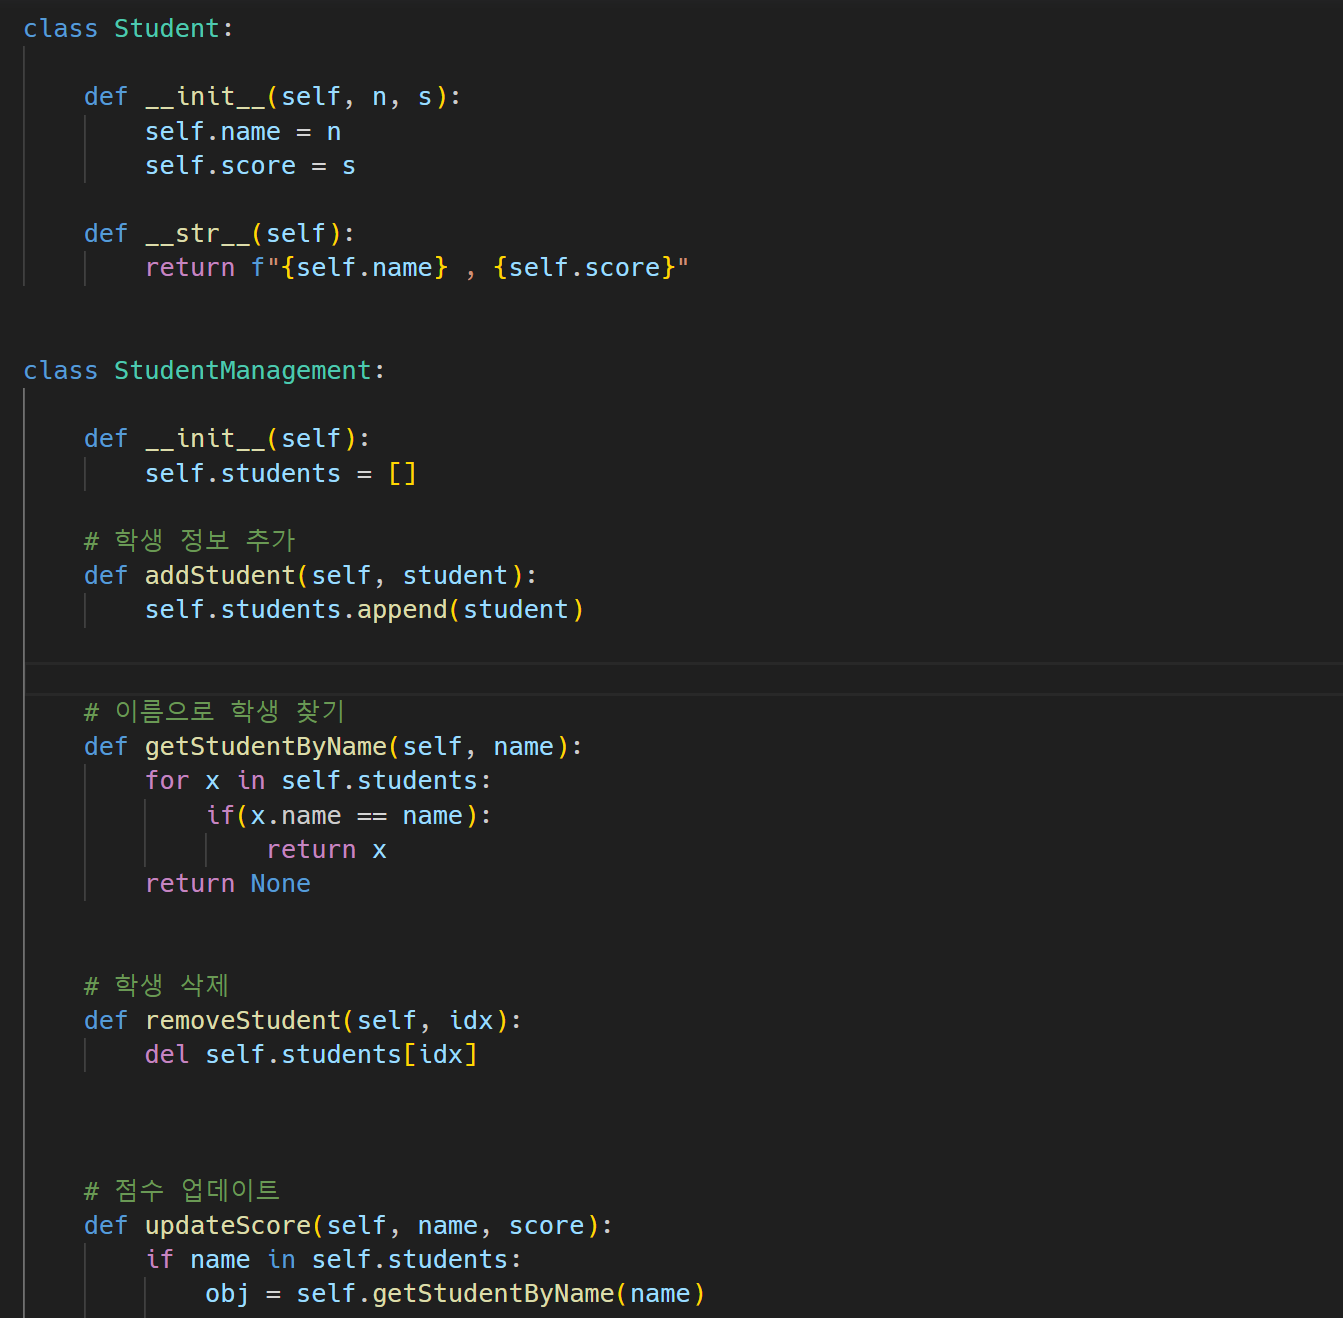 class Student:
def __init__(self, n, s):
self.name = n
self.score = s
def __str__(self):
return f"{self.name} , {self.score}"
class StudentManagement:
def __init__(self):
self.students = []
# 학생 정보 추가
def addStudent(self, student):
self.students.append(student)
# 이름으로 학생 찾기
def getStudentByName(self, name):
for x in self.students:
if(x.name == name):
return x
return None
# 학생 삭제
def removeStudent(self, idx):
del self.students[idx]
# 점수 업데이트
def updateScore(self, name, score):
if name in self.students:
obj = self.getStudentByName(name)